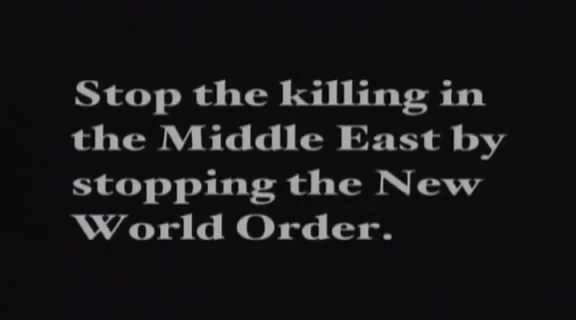 Stop the killing in
the Middle East by
stopping the New
World Order.